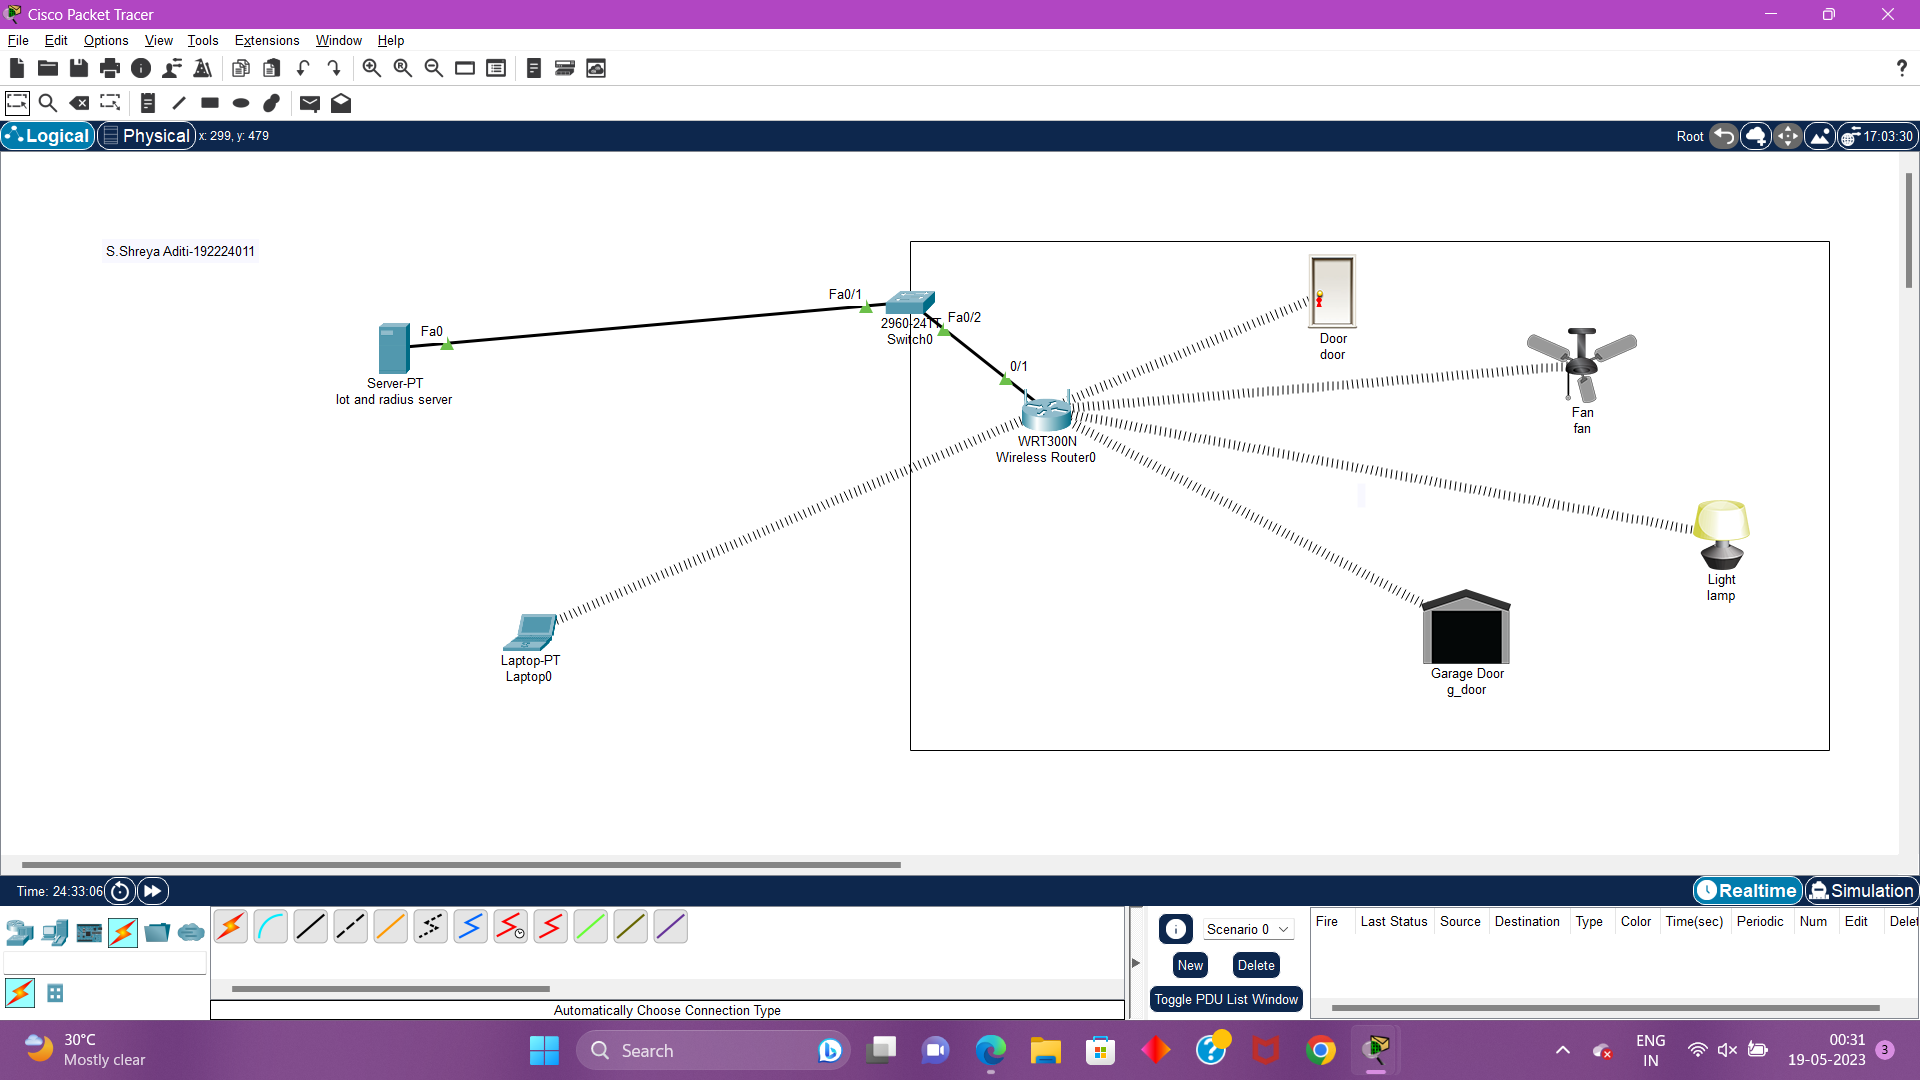 Cisco Packet Tracer
File Edit Options View Tools Extensions Window Help
?
Logical Physical x: 299, y: 479 Root 17:03:30
S.Shreya Aditi-192224011
Fa0/1
Fa0/2
2960-24TT
Switch0
Fa0
Server-PT
Iot and radius server
0/1
WRT300N
Wireless Router0
Door
door
Fan
fan
Light
lamp
Garage Door
g_door
Laptop-PT
Laptop0
Time: 24:33:06 Realtime Simulation
Scenario 0
New Delete
Toggle PDU List Window
Fire Last Status Source Destination Type Color Time(sec) Periodic Num Edit Delet
Automatically Choose Connection Type
30°C
Mostly clear
Search
ENG
IN
00:31
19-05-2023
3